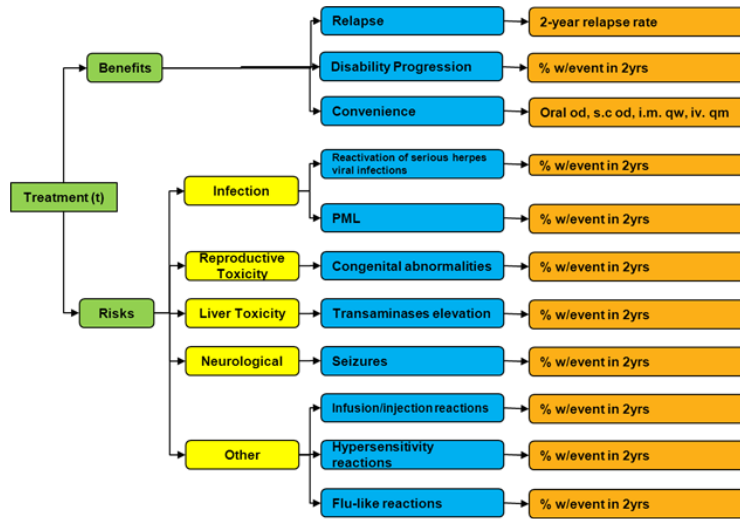 Relapse
2-year relapse rate
Benefits
Disability Progression
% w/event in 2yrs
Convenience
Oral od, s.c od, i.m. qw, iv. qm
Treatment (t)
Infection
Reactivation of serious herpes
viral infections
% w/event in 2yrs
PML
% w/event in 2yrs
Risks
Reproductive
Toxicity
Congenital abnormalities
% w/event in 2yrs
Liver Toxicity
Transaminases elevation
% w/event in 2yrs
Neurological
Seizures
% w/event in 2yrs
Other
Infusion/injection reactions
% w/event in 2yrs
Hypersensitivity
reactions
% w/event in 2yrs
Flu-like reactions
% w/event in 2yrs